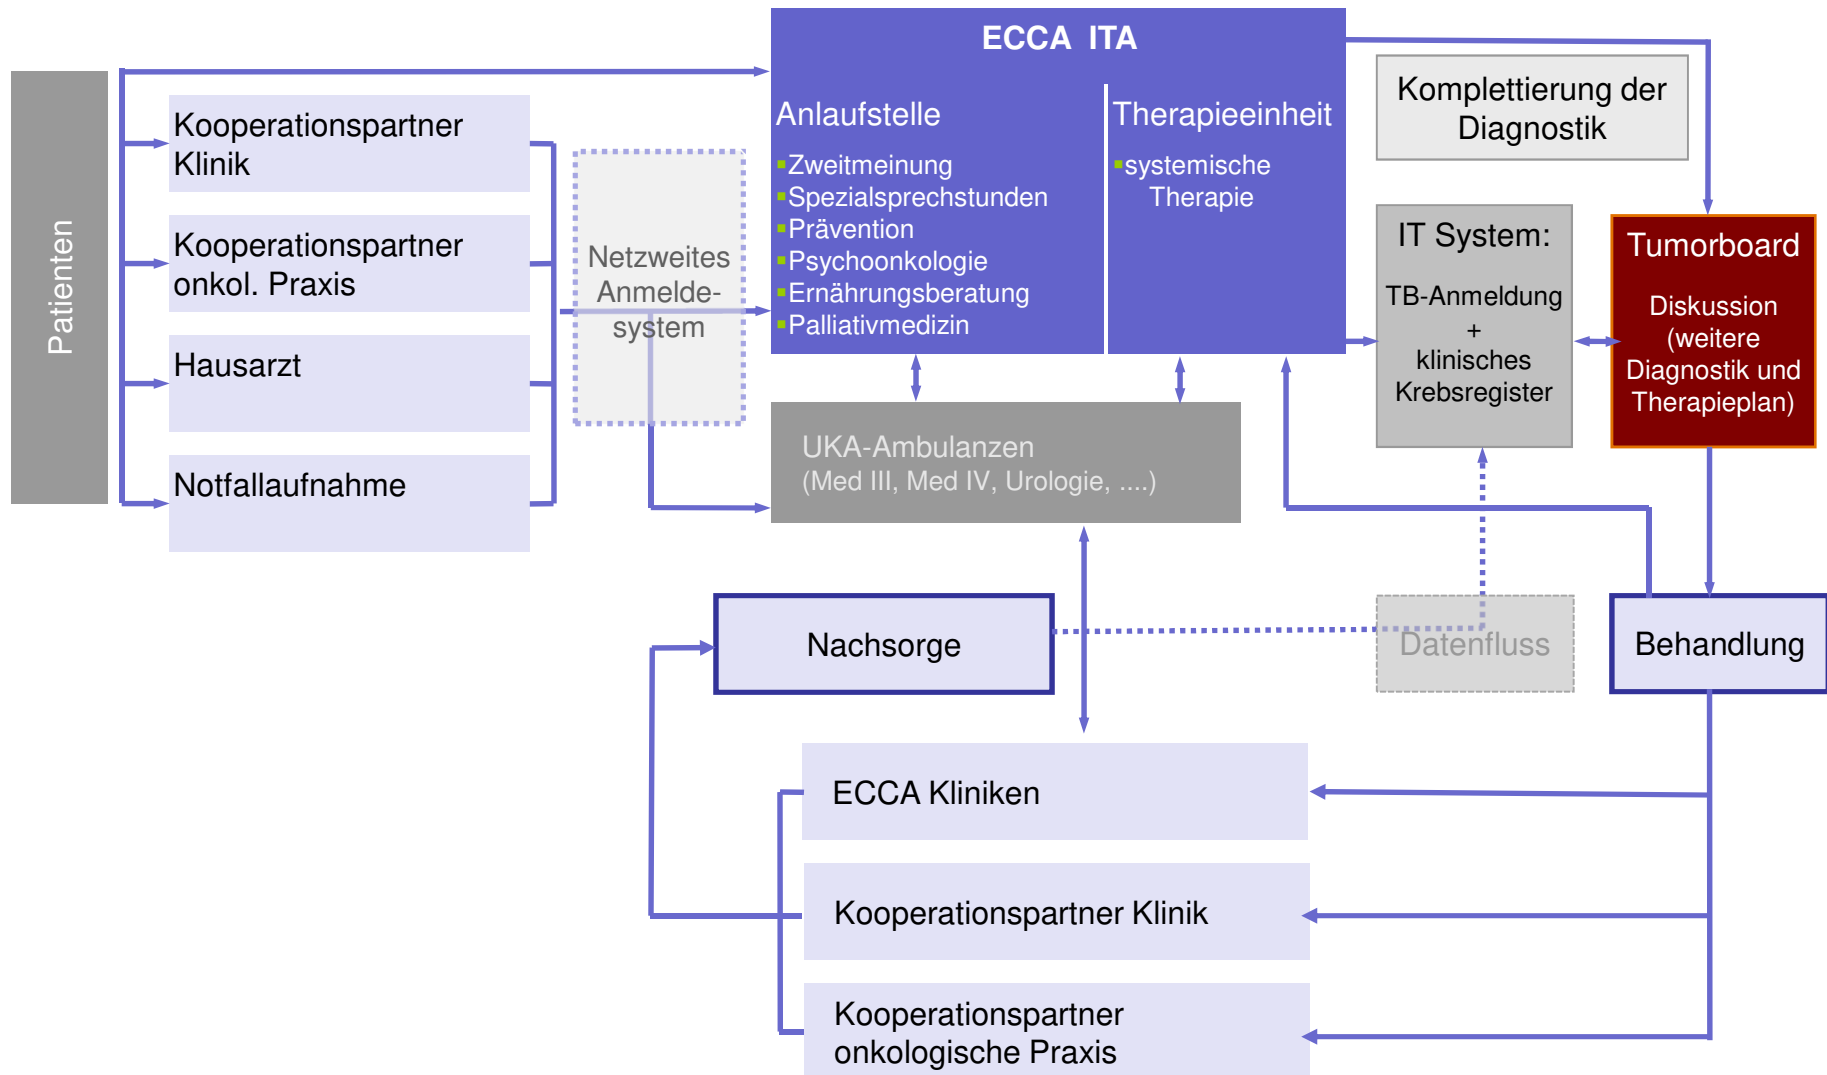 Patienten
Kooperationspartner
Klinik
Kooperationspartner
onkol. Praxis
Hausarzt
Notfallaufnahme
Netzweites
Anmelde-
system
ECCA ITA
Anlaufstelle
Zweitmeinung
Spezialsprechstunden
Prävention
Psychoonkologie
Ernährungsberatung
Palliativmedizin
Therapieeinheit
systemische
Therapie
UKA-Ambulanzen
(Med III, Med IV, Urologie, ....)
Komplettierung der
Diagnostik
IT System:
TB-Anmeldung
+
klinisches
Krebsregister
Tumorboard
Diskussion
(weitere
Diagnostik und
Therapieplan)
Nachsorge
Datenfluss
Behandlung
ECCA Kliniken
Kooperationspartner Klinik
Kooperationspartner
onkologische Praxis